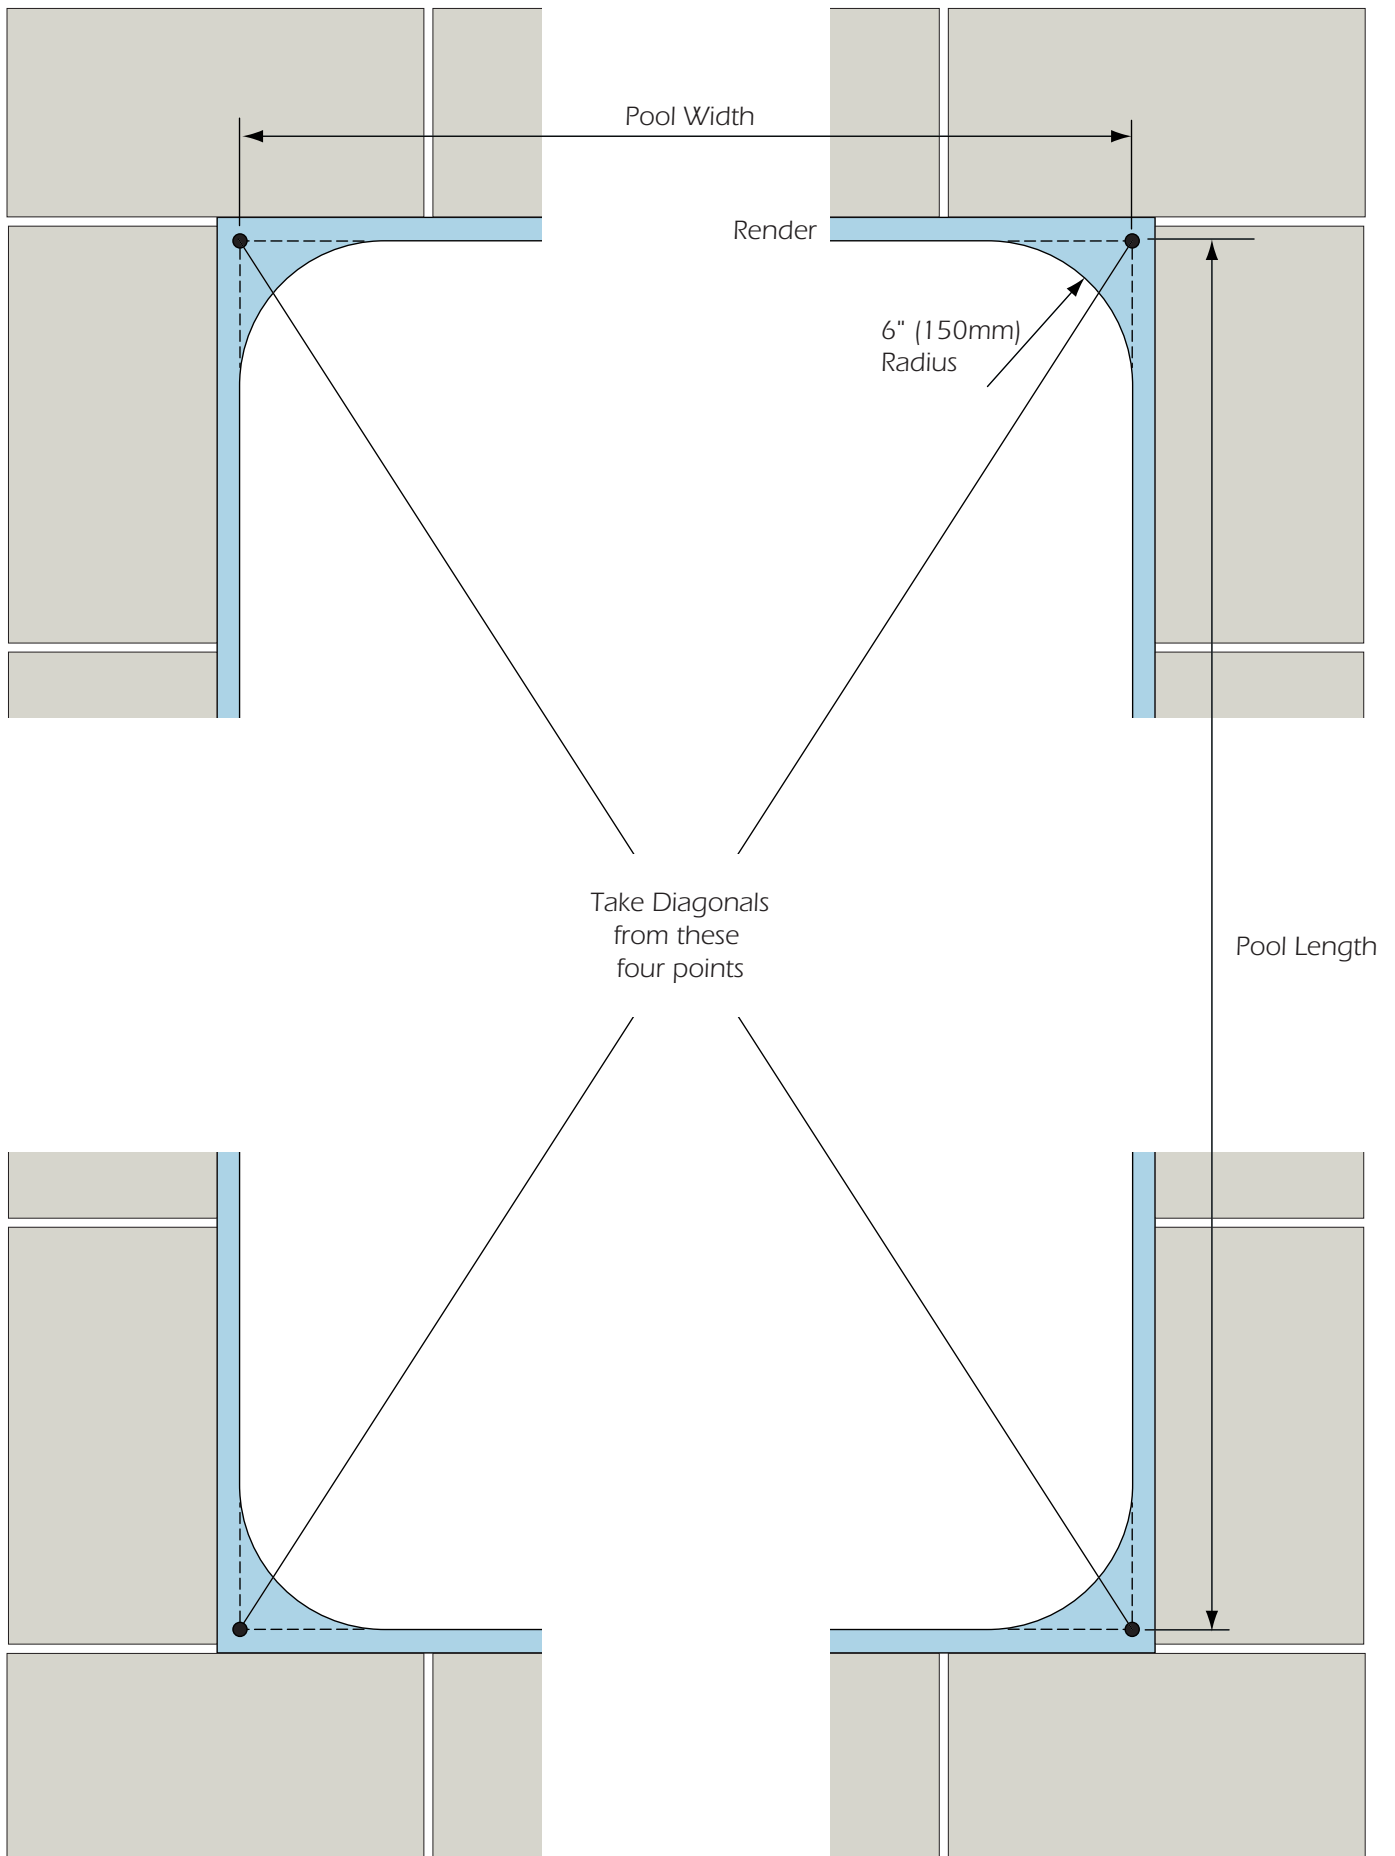 Pool Width
Render
6" (150mm)
Radius
Take Diagonals
from these
four points
Pool Length